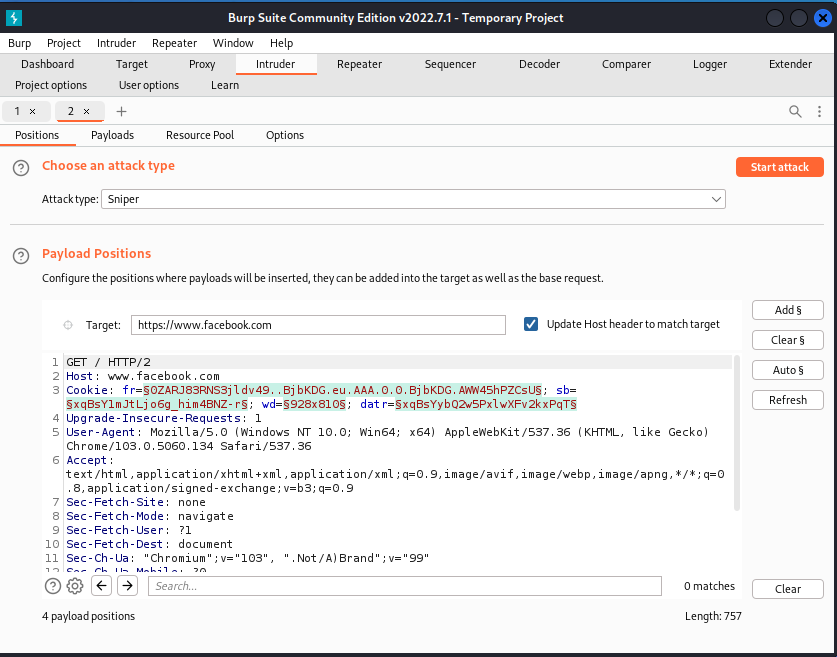 Burp Suite Community Edition v2022.7.1 - Temporary Project
Burp Project Intruder Repeater Window Help
Dashboard Target Proxy Intruder Repeater Sequencer Decoder Comparer Logger Extender
Project options User options Learn
1 × 2 × +
Positions Payloads Resource Pool Options
? Choose an attack type Start attack
Attack type: Sniper
? Payload Positions
Configure the positions where payloads will be inserted, they can be added into the target as well as the base request.
Target: https://www.facebook.com Update Host header to match target
Add §
Clear §
Auto §
Refresh
1 GET / HTTP/2
2 Host: www.facebook.com
3 Cookie: fr=§0ZARJ83RNS3jldv49..BjbKDG.eu.AAA.0.0.BjbKDG.AWW45hPZCsU§; sb=
§xqBsY1mJtLjo6g_him4BNZ-r§; wd=§928x810§; datr=§xqBsYybQ2w5PxlwXFv2kxPqT§
4 Upgrade-Insecure-Requests: 1
5 User-Agent: Mozilla/5.0 (Windows NT 10.0; Win64; x64) AppleWebKit/537.36 (KHTML, like Gecko)
Chrome/103.0.5060.134 Safari/537.36
6 Accept:
text/html,application/xhtml+xml,application/xml;q=0.9,image/avif,image/webp,image/apng,*/*;q=0
.8,application/signed-exchange;v=b3;q=0.9
7 Sec-Fetch-Site: none
8 Sec-Fetch-Mode: navigate
9 Sec-Fetch-User: ?1
10 Sec-Fetch-Dest: document
11 Sec-Ch-Ua: "Chromium";v="103", ".Not/A)Brand";v="99"
12 Sec-Ch-Ua-Mobile: ?0
? Search... 0 matches Clear
4 payload positions Length: 757